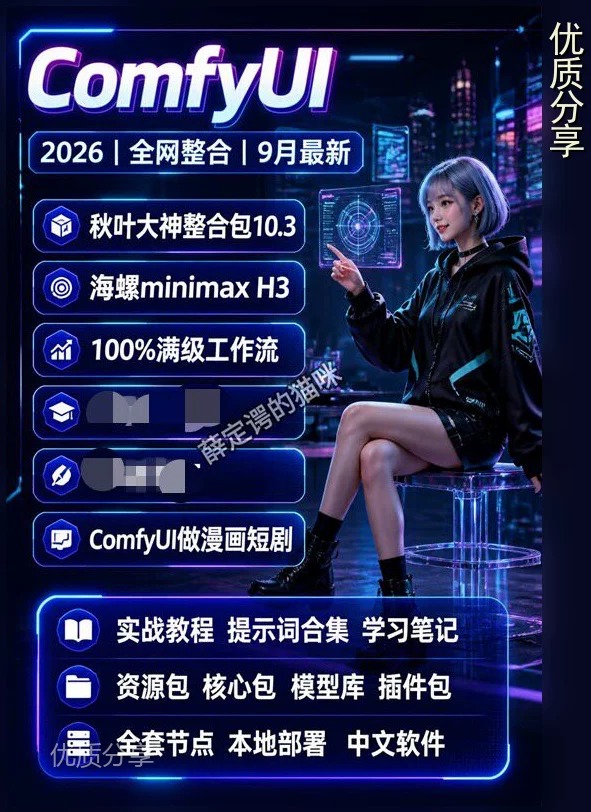 ComfyUI
优质分享
2026 | 全网整合 | 9月最新
秋叶大神整合包10.3
海螺minimax H3
100%满级工作流
薛定谔的猫咪
ComfyUI做漫画短剧
实战教程 提示词合集 学习笔记
资源包 核心包 模型库 插件包
全套节点 本地部署 中文软件
优质分享